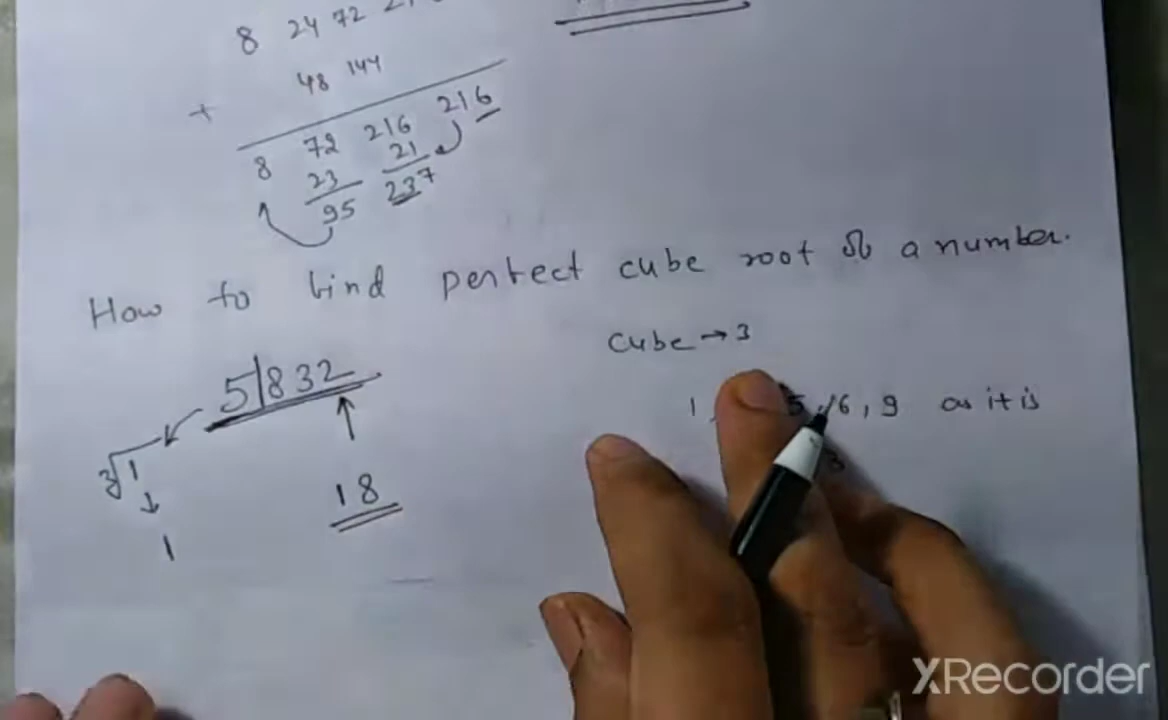 8 24 72
48 144
+
8 72 216 216
23 21
95 237
How to find perfect cube root of a number.
5|832
cube → 3
1 5, 6, 9 as it is
3√1
18
1
XRecorder